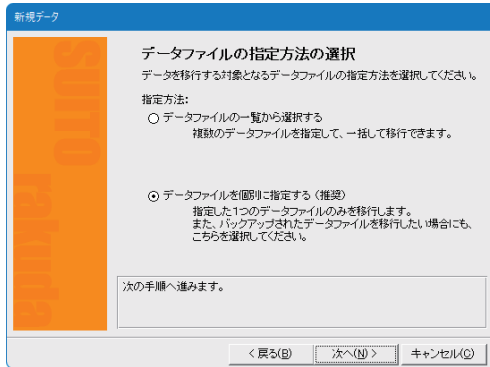 新規データ
データファイルの指定方法の選択
データを移行する対象となるデータファイルの指定方法を選択してください。
指定方法:
データファイルの一覧から選択する
複数のデータファイルを指定して、一括して移行できます。
データファイルを個別に指定する（推奨）
指定した1つのデータファイルのみを移行します。
また、バックアップされたデータファイルを移行したい場合にも、
こちらを選択してください。
SUITO
rakuda
次の手順へ進みます。
< 戻る(B)
次へ(N) >
キャンセル(C)